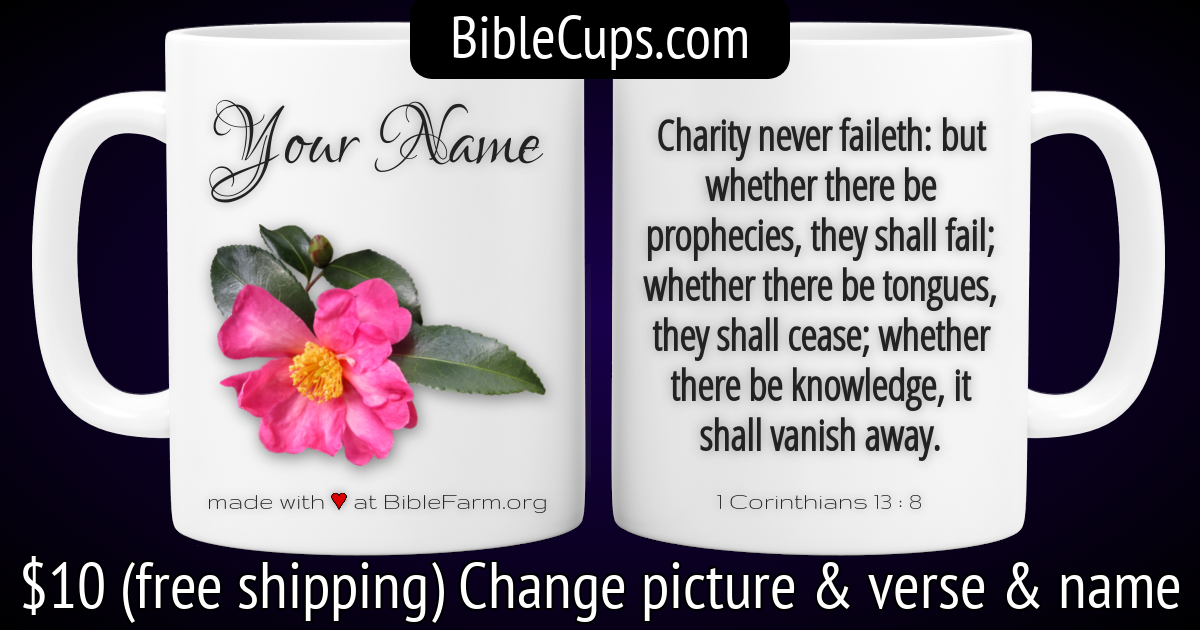 BibleCups.com
Your Name
made with ♥ at BibleFarm.org
Charity never faileth: but
whether there be
prophecies, they shall fail;
whether there be tongues,
they shall cease; whether
there be knowledge, it
shall vanish away.
1 Corinthians 13 : 8
$10 (free shipping) Change picture & verse & name